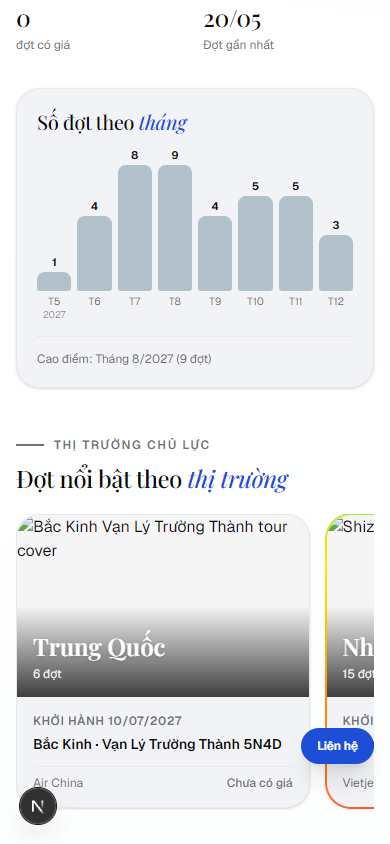 0
20/05
đợt có giá
Đợt gần nhất
Số đợt theo tháng
1
4
8
9
4
5
5
3
T5
T6
T7
T8
T9
T10
T11
T12
2027
Cao điểm: Tháng 8/2027 (9 đợt)
THỊ TRƯỜNG CHỦ LỰC
Đợt nổi bật theo thị trường
Bắc Kinh Vạn Lý Trường Thành tour
cover
Shiz
Trung Quốc
Nh
6 đợt
15 đợt
KHỞI HÀNH 10/07/2027
KHỞI
Bắc Kinh · Vạn Lý Trường Thành 5N4D
Liên hệ
Air China
Chưa có giá
Vietje
N